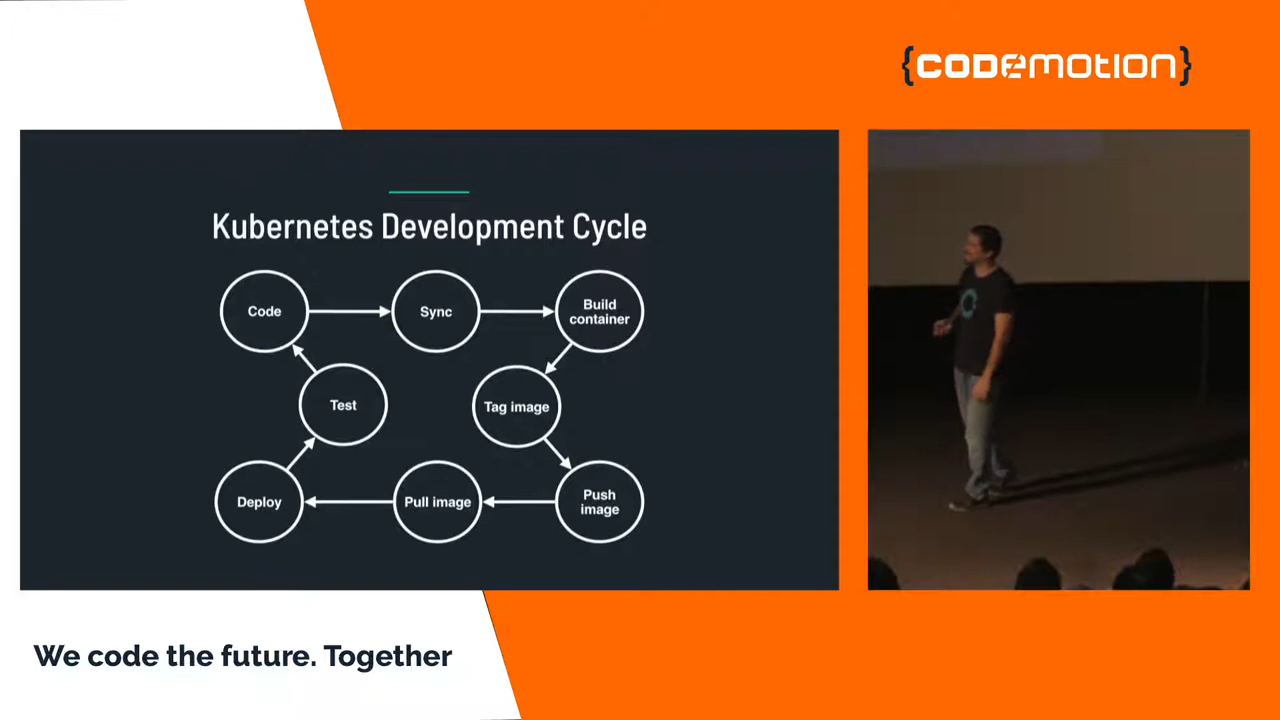 {CODEMOTION}
Kubernetes Development Cycle
Code
Sync
Build
container
Test
Tag image
Deploy
Pull image
Push
image
We code the future. Together